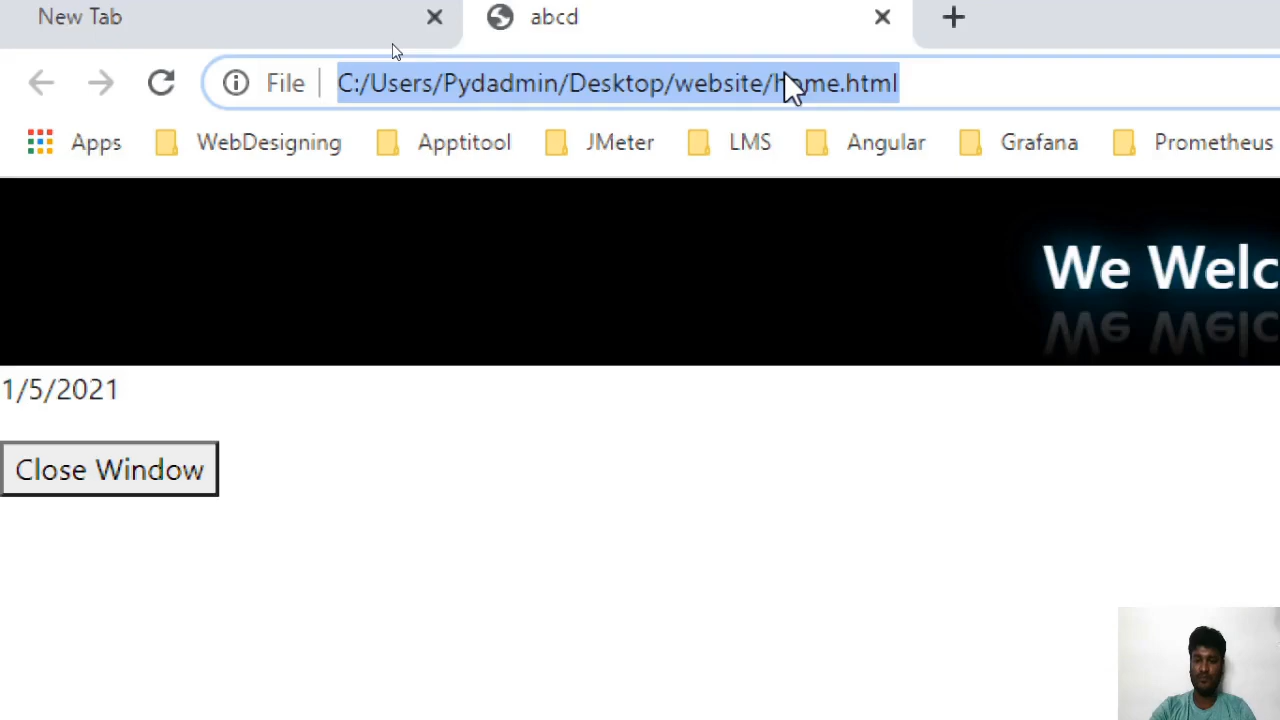 New Tab
abcd
File
C:/Users/Pydadmin/Desktop/website/home.html
Apps
WebDesigning
Apptitool
JMeter
LMS
Angular
Grafana
Prometheus
We Welc
1/5/2021
Close Window